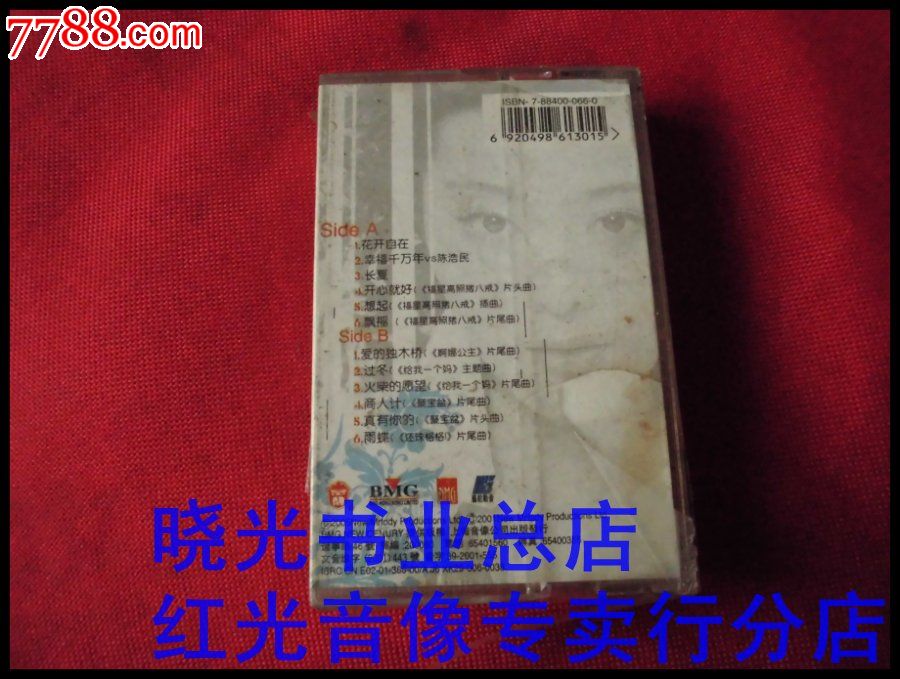 7788.com
ISBN- 7-88400-066-0
6 920498 613015
Side A
1.花开自在
2.幸福千万年vs陈浩民
3.长夏
4.开心就好(《福星高照猪八戒》片头曲)
5.想起(《福星高照猪八戒》插曲)
6.飘摇(《福星高照猪八戒》片尾曲)
Side B
1.爱的独木桥(《啊娜公主》片尾曲)
2.过冬(《给我一个妈》主题曲)
3.火柴的愿望(《给我一个妈》片尾曲)
4.商人计(《聚宝盆》片尾曲)
5.真有你的(《聚宝盆》片头曲)
6.雨蝶(《还珠格格》片尾曲)
BMG
BMG
晓光书业总店
红光音像专卖行分店